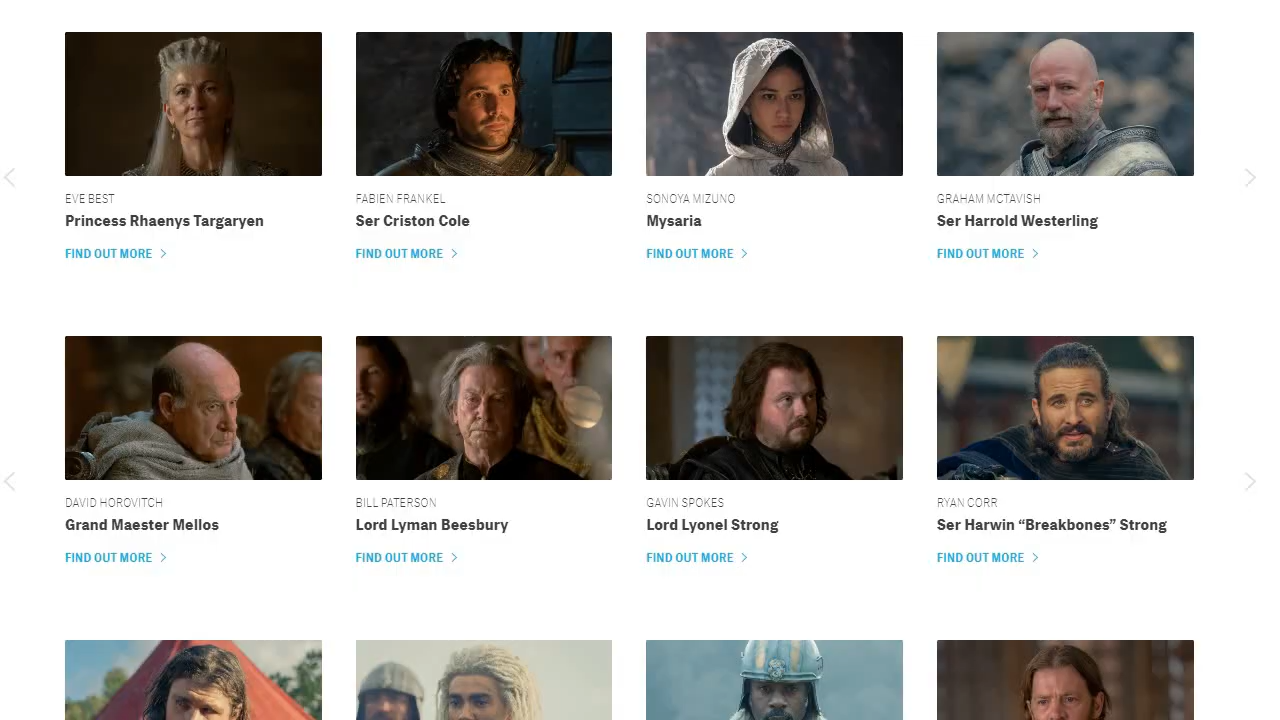 EVE BEST
Princess Rhaenys Targaryen
FIND OUT MORE
FABIEN FRANKEL
Ser Criston Cole
FIND OUT MORE
SONOYA MIZUNO
Mysaria
FIND OUT MORE
GRAHAM MCTAVISH
Ser Harrold Westerling
FIND OUT MORE
DAVID HOROVITCH
Grand Maester Mellos
FIND OUT MORE
BILL PATERSON
Lord Lyman Beesbury
FIND OUT MORE
GAVIN SPOKES
Lord Lyonel Strong
FIND OUT MORE
RYAN CORR
Ser Harwin “Breakbones” Strong
FIND OUT MORE